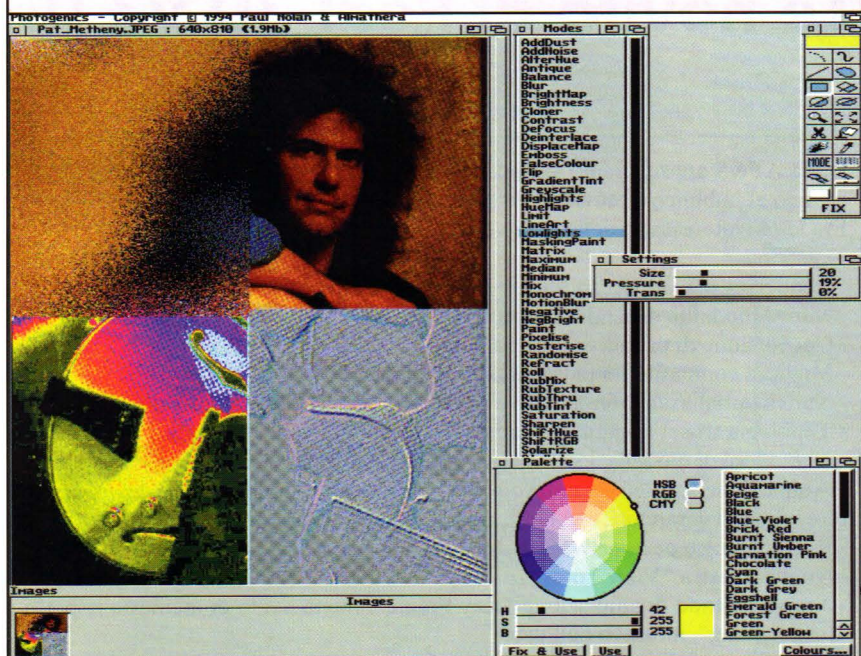 Photogenics - Copyright © 1994 Paul Nolan & Almathera
Pat_Metheny.JPEG : 640x810 (1.9Mb)
Modes
AddDust
AddNoise
AlterHue
Antique
Balance
Blur
BrightMap
Brightness
Cloner
Contrast
Defocus
Deinterlace
DisplaceMap
Emboss
FalseColour
Flip
GradientTint
Greyscale
Highlights
HueMap
Limit
LineArt
Lowlights
MaskingPaint
Matrix
Maximum
Median
Minimum
Mix
Monochrom
MotionBlur
Negative
NegBright
Paint
Pixelise
Posterise
Randomise
Refract
Roll
RubMix
RubTexture
RubThru
RubTint
Saturation
Sharpen
ShiftHue
ShiftRGB
Solarize
MODE
FIX
Settings
Size 20
Pressure 19%
Trans 0%
Palette
HSB
RGB
CMY
Apricot
Aquamarine
Beige
Black
Blue
Blue-Violet
Brick Red
Burnt Sienna
Burnt Umber
Carnation Pink
Chocolate
Cyan
Dark Green
Dark Grey
Eggshell
Emerald Green
Forest Green
Green
Green-Yellow
H 42
S 255
B 255
Fix & Use
Use
Colours...
Images
Images